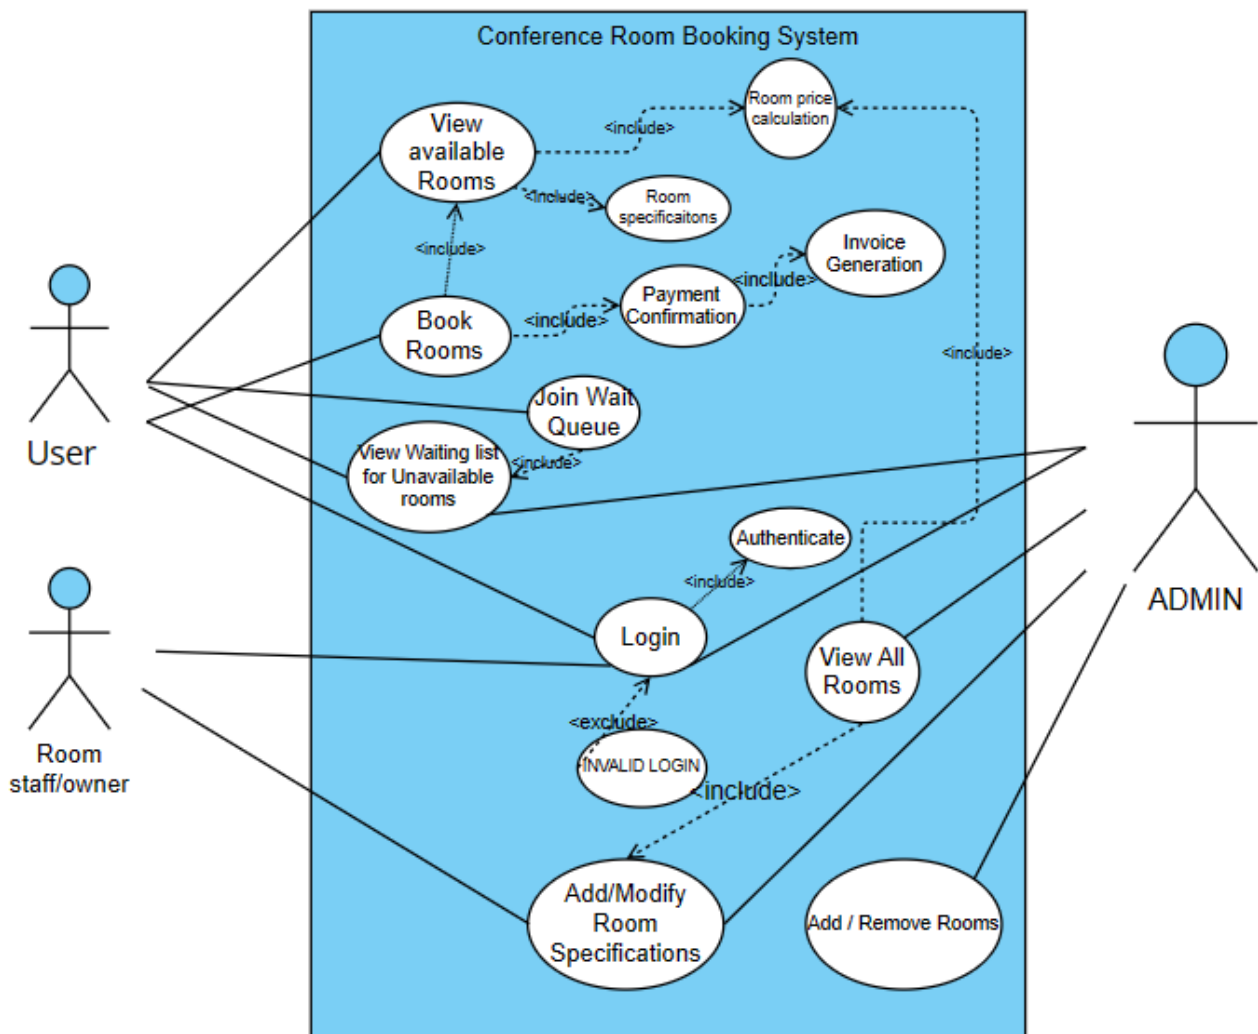 Conference Room Booking System
Room price
calculation
View
available
Rooms
<include>
<include>
Room
specificaitons
<include>
Invoice
Generation
Payment
Confirmation
<include>
Book
Rooms
<include>
<include>
User
Join Wait
Queue
View Waiting list
for Unavailable
rooms
<include>
Authenticate
<include>
ADMIN
Login
View All
Rooms
<exclude>
INVALID LOGIN
<include>
Room
staff/owner
Add/Modify
Room
Specifications
Add / Remove Rooms